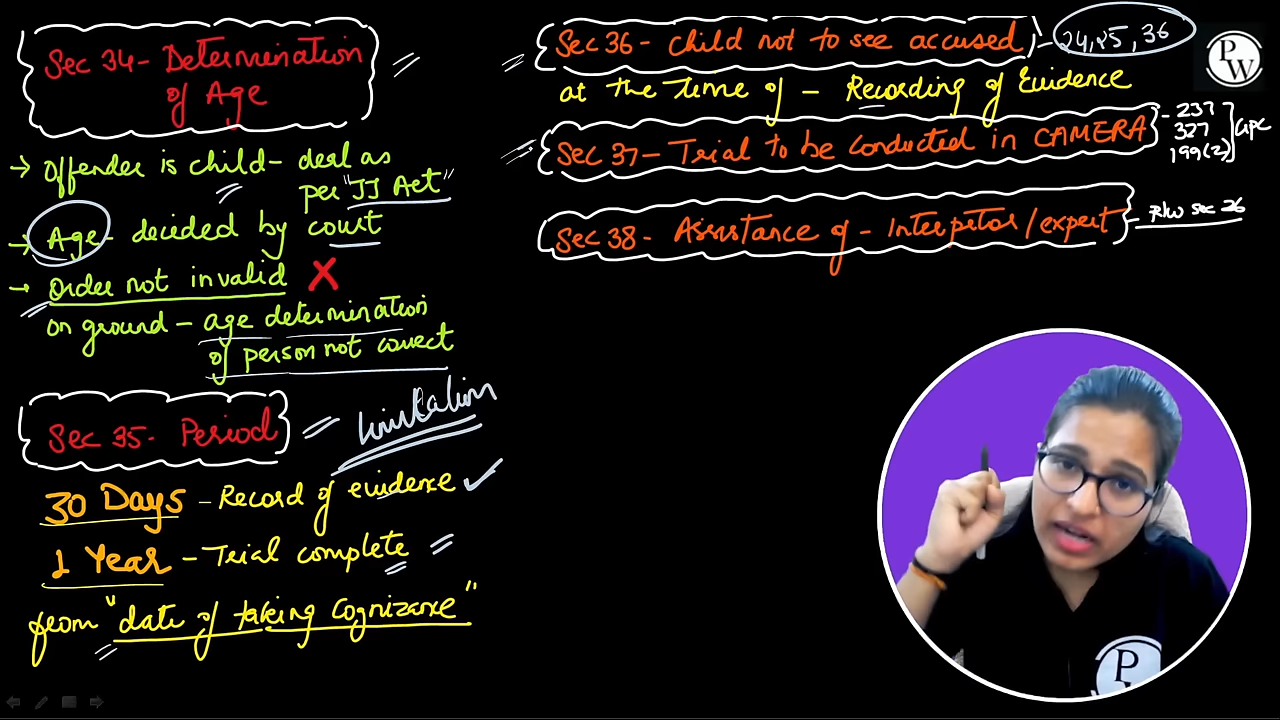 Sec 34- Determination
of Age
→ Offender is child- deal as
per "JJ Act"
→ Age- decided by court
→ Order not invalid X
on ground - age determination
of person not correct
Sec 35- Period
limitation
30 Days - Record of evidence ✓
1 Year - Trial complete
from "date of taking Cognizance"
Sec 36- Child not to see accused - 24, 25, 36
at the time of - Recording of Evidence
Sec 37- Trial to be conducted in CAMERA
- 237
327
199(2)
Sec 38- Assistance of - Interpetor/expert - R/w sec 26
PW
PW